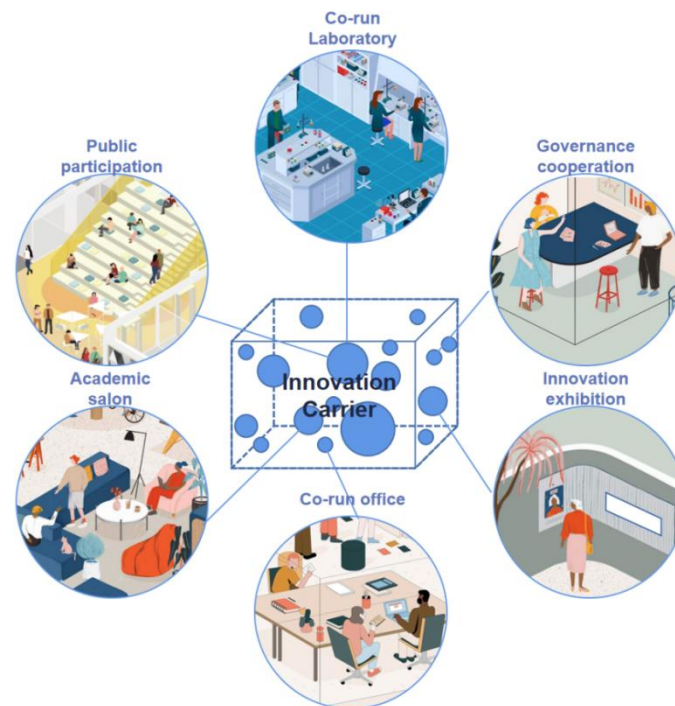 Co-run
Laboratory
Public
participation
Governance
cooperation
Innovation
Carrier
Academic
salon
Innovation
exhibition
Co-run office